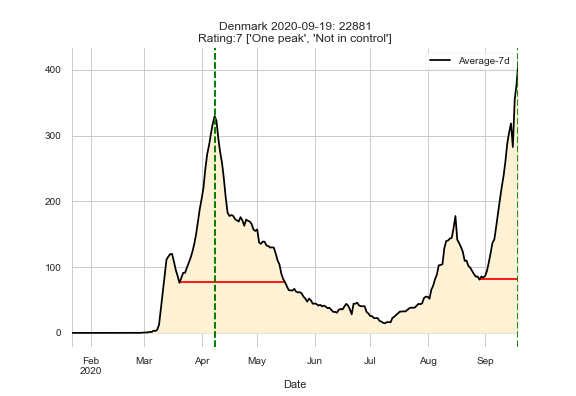 Denmark 2020-09-19: 22881
Rating:7 ['One peak', 'Not in control']
Average-7d
400
300
200
100
0
Feb Mar Apr May Jun Jul Aug Sep
2020
Date